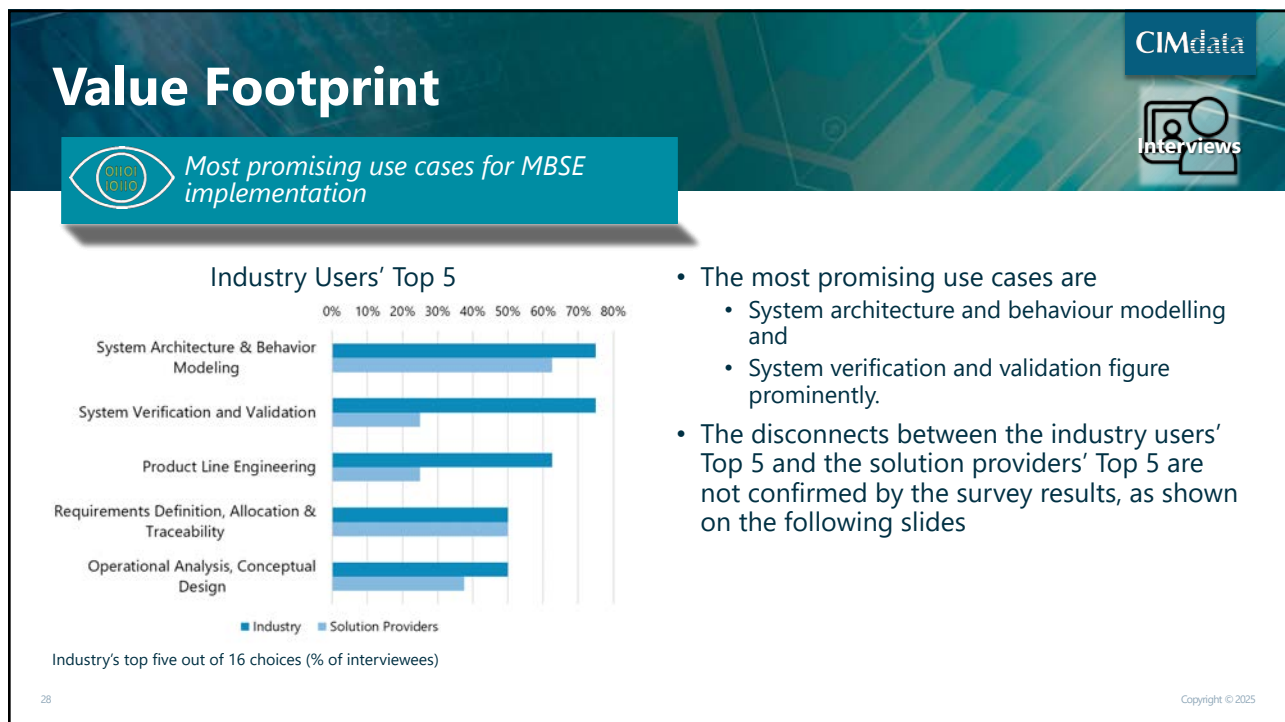 CIMdata
Value Footprint
Interviews
01101
10110
Most promising use cases for MBSE
implementation
Industry Users’ Top 5
0% 10% 20% 30% 40% 50% 60% 70% 80%
System Architecture & Behavior
Modeling
System Verification and Validation
Product Line Engineering
Requirements Definition, Allocation &
Traceability
Operational Analysis, Conceptual
Design
Industry Solution Providers
Industry’s top five out of 16 choices (% of interviewees)
• The most promising use cases are
• System architecture and behaviour modelling
and
• System verification and validation figure
prominently.
• The disconnects between the industry users’
Top 5 and the solution providers’ Top 5 are
not confirmed by the survey results, as shown
on the following slides
28
Copyright © 2025